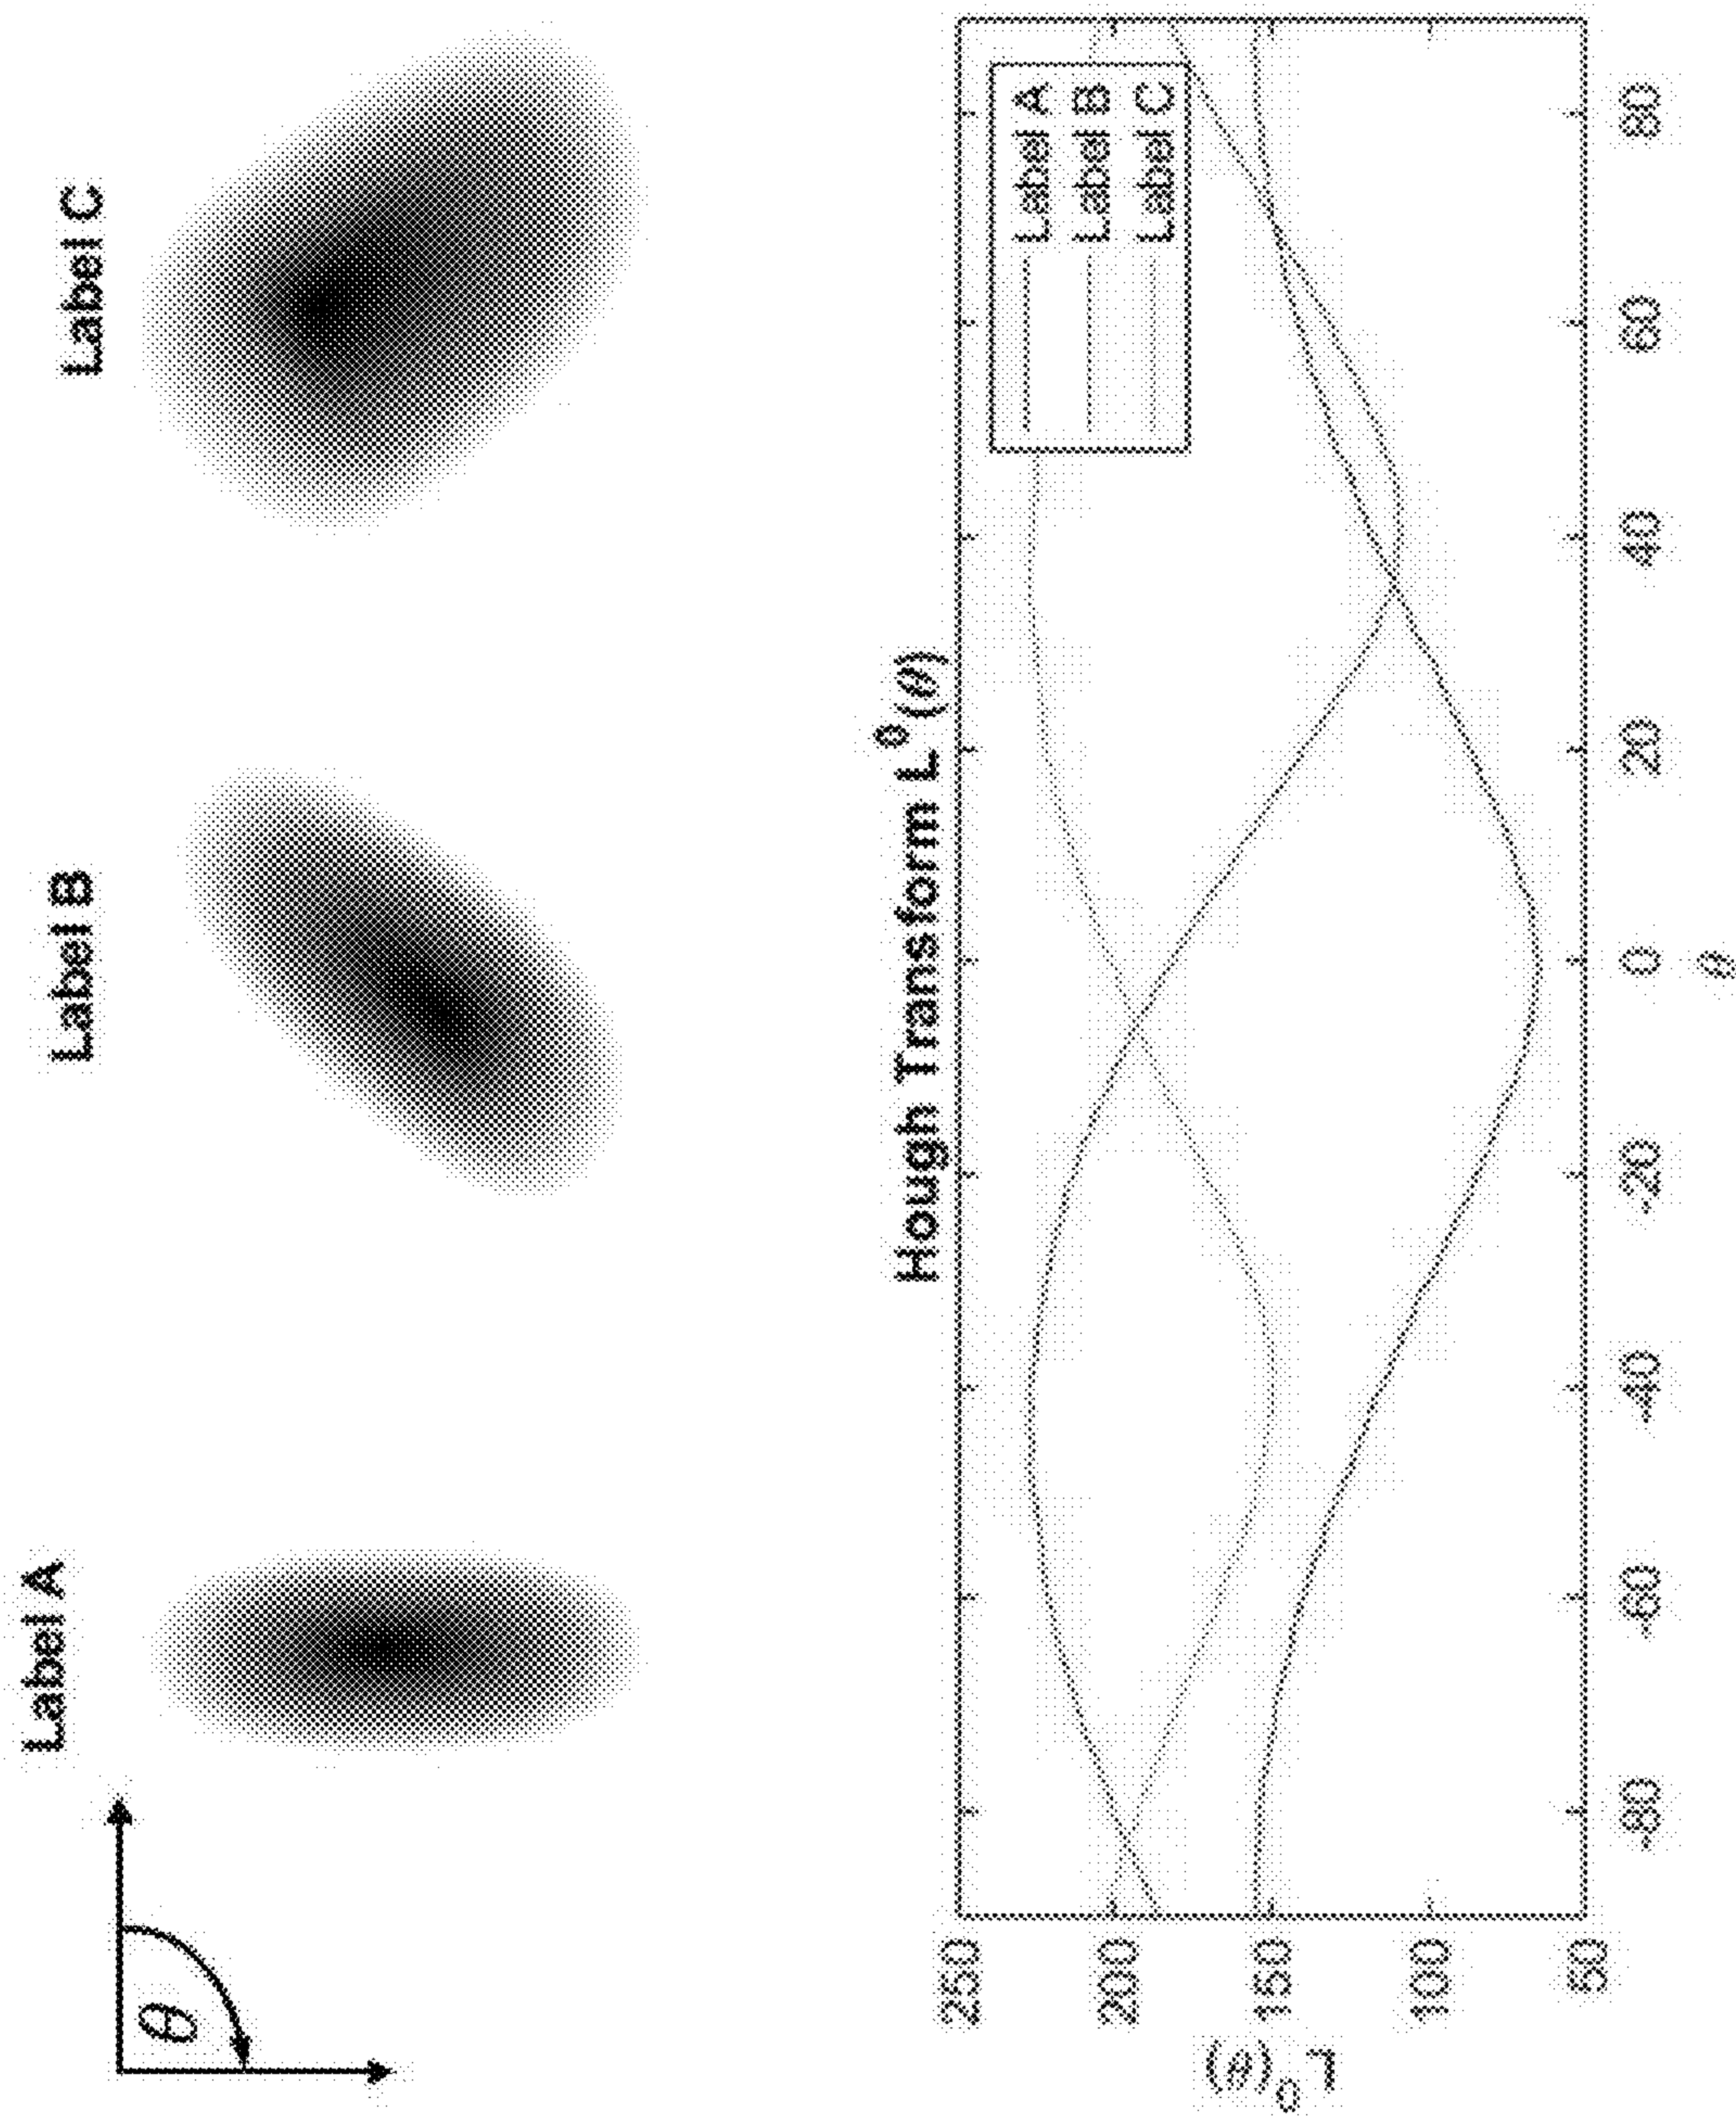 θ
Label A
Label B
Label C
Hough Transform L⁰(θ)
L₀(θ)
250
200
150
100
50
Label A
Label B
Label C
-80
-60
-40
-20
0
20
40
60
80
θ